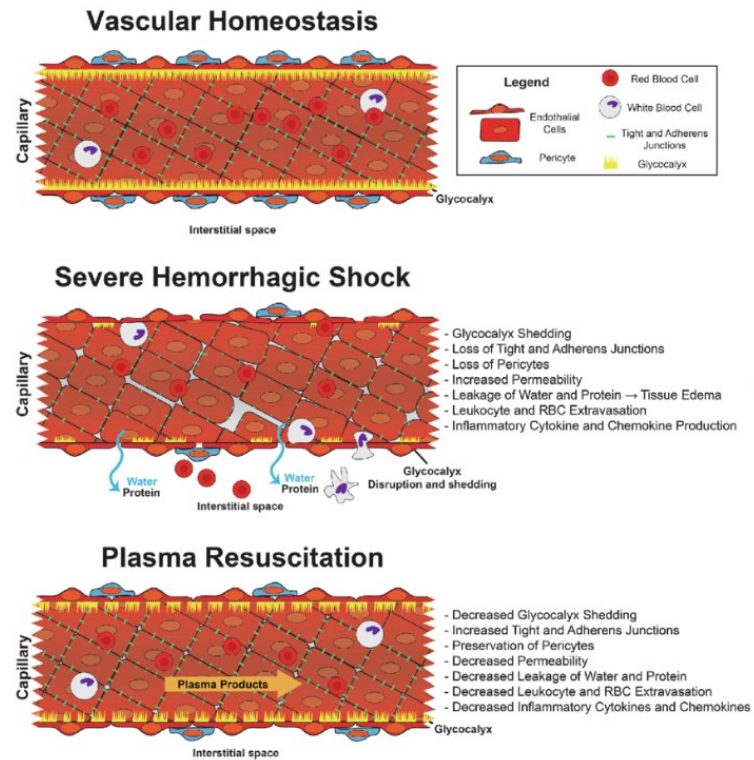 Vascular Homeostasis
Capillary
Glycocalyx
Interstitial space
Legend
Endothelial
Cells
Pericyte
Red Blood Cell
White Blood Cell
Tight and Adherens
Junctions
Glycocalyx
Severe Hemorrhagic Shock
Capillary
- Glycocalyx Shedding
- Loss of Tight and Adherens Junctions
- Loss of Pericytes
- Increased Permeability
- Leakage of Water and Protein → Tissue Edema
- Leukocyte and RBC Extravasation
- Inflammatory Cytokine and Chemokine Production
Water
Protein
Water
Protein
Glycocalyx
Disruption and shedding
Interstitial space
Plasma Resuscitation
Capillary
Plasma Products
- Decreased Glycocalyx Shedding
- Increased Tight and Adherens Junctions
- Preservation of Pericytes
- Decreased Permeability
- Decreased Leakage of Water and Protein
- Decreased Leukocyte and RBC Extravasation
- Decreased Inflammatory Cytokines and Chemokines
Glycocalyx
Interstitial space